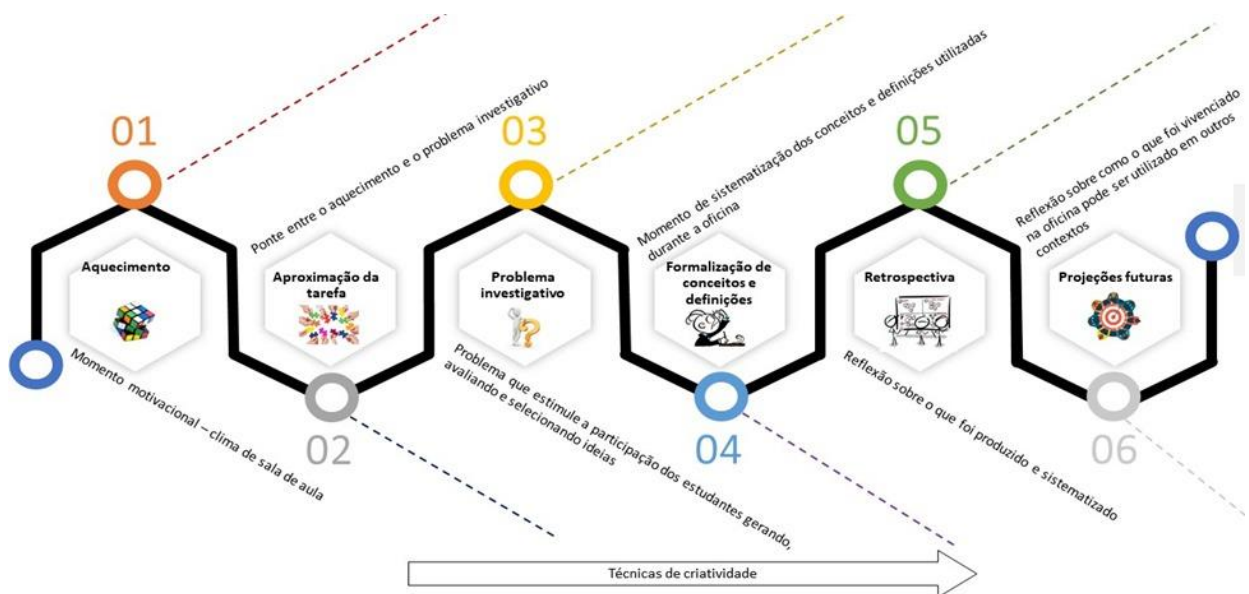 01
Aquecimento
Momento motivacional – clima de sala de aula
02
Aproximação da
tarefa
Ponte entre o aquecimento e o problema investigativo
03
Problema
investigativo
Problema que estimule a participação dos estudantes gerando,
avaliando e selecionando ideias
04
Formalização de
conceitos e
definições
Momento de sistematização dos conceitos e definições utilizadas
durante a oficina
05
Retrospectiva
Reflexão sobre o que foi produzido e sistematizado
06
Projeções futuras
Reflexão sobre como o que foi vivenciado
na oficina pode ser utilizado em outros
contextos
Técnicas de criatividade